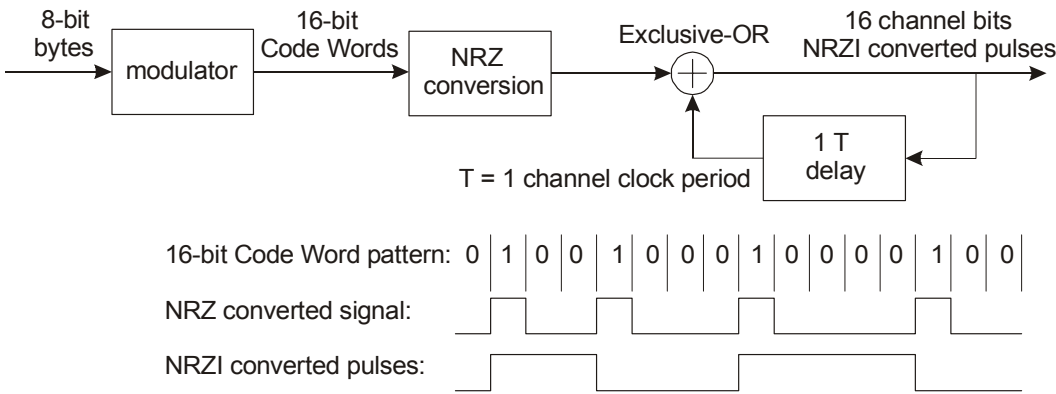 8-bit
bytes
16-bit
Code Words
modulator
NRZ
conversion
Exclusive-OR
16 channel bits
NRZI converted pulses
1 T
delay
T = 1 channel clock period
16-bit Code Word pattern: 0 1 0 0 1 0 0 0 1 0 0 0 0 1 0 0
NRZ converted signal:
NRZI converted pulses: